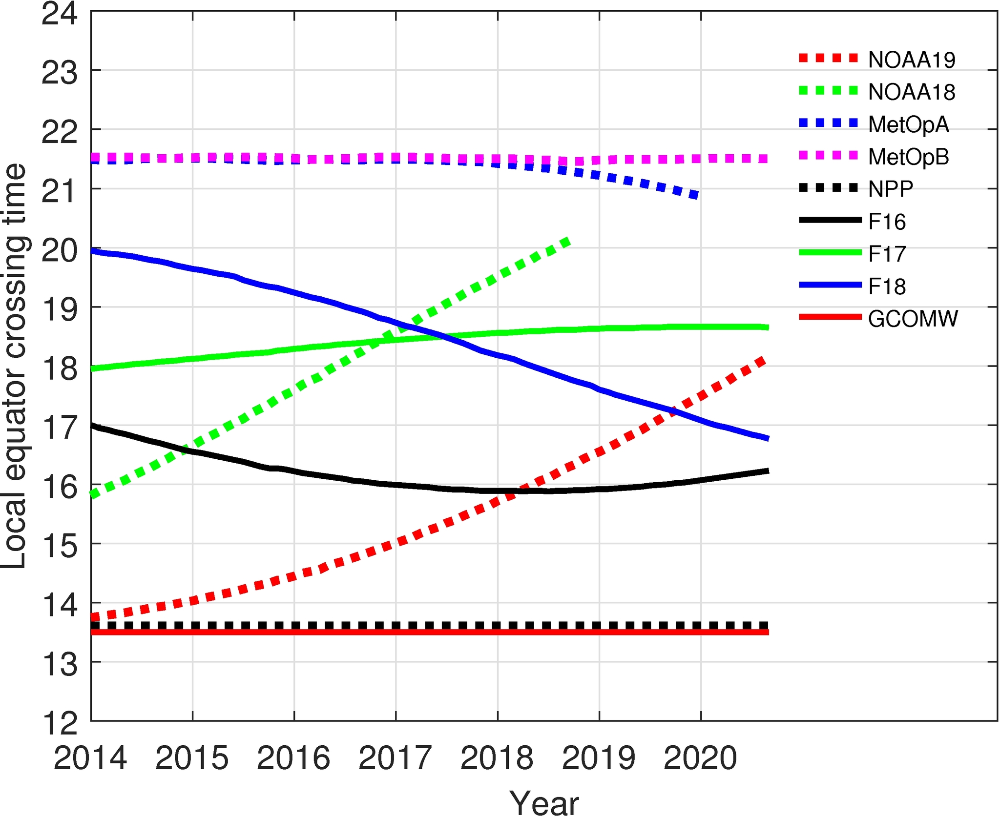 24
23
22
21
20
19
18
17
16
15
14
13
12
Local equator crossing time
2014 2015 2016 2017 2018 2019 2020
Year
NOAA19
NOAA18
MetOpA
MetOpB
NPP
F16
F17
F18
GCOMW